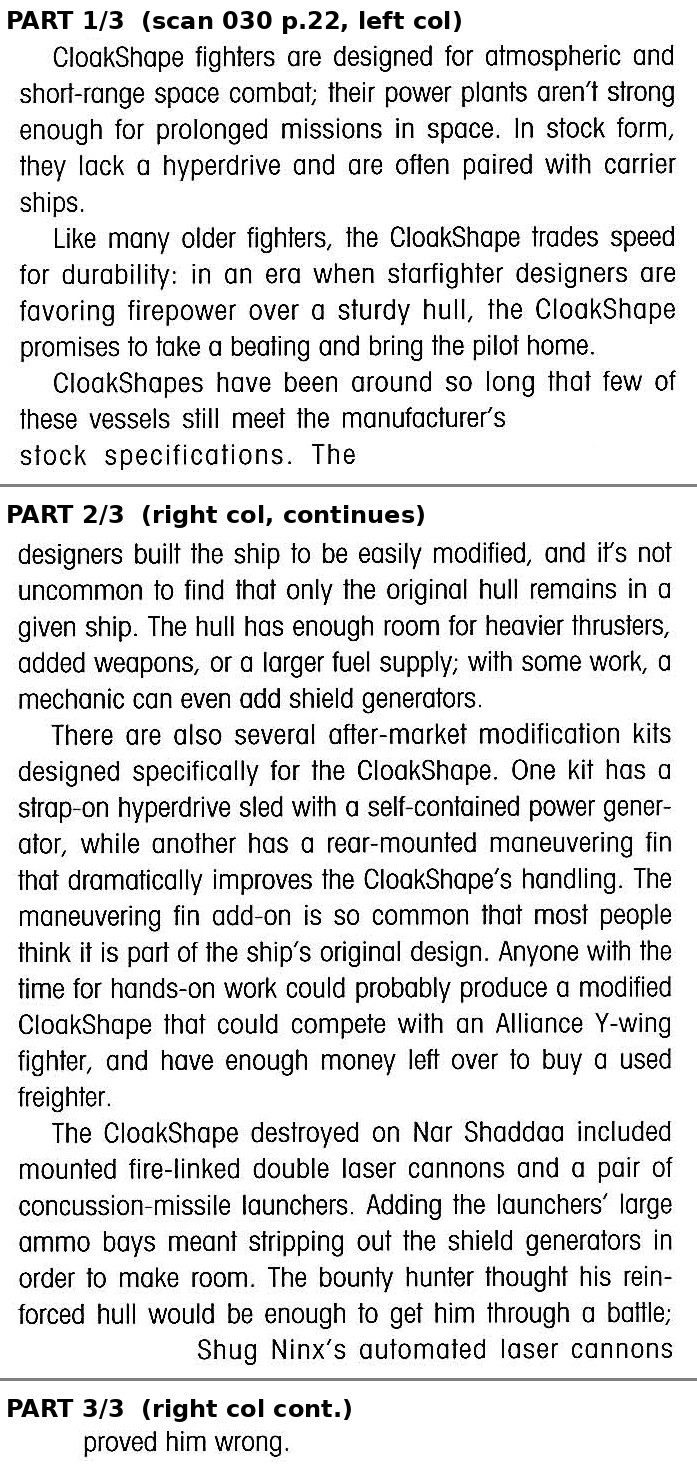 PART 1/3 (scan 030 p.22, left col)
CloakShape fighters are designed for atmospheric and
short-range space combat; their power plants aren't strong
enough for prolonged missions in space. In stock form,
they lack a hyperdrive and are often paired with carrier
ships.
Like many older fighters, the CloakShape trades speed
for durability: in an era when starfighter designers are
favoring firepower over a sturdy hull, the CloakShape
promises to take a beating and bring the pilot home.
CloakShapes have been around so long that few of
these vessels still meet the manufacturer's
stock specifications. The
PART 2/3 (right col, continues)
designers built the ship to be easily modified, and it's not
uncommon to find that only the original hull remains in a
given ship. The hull has enough room for heavier thrusters,
added weapons, or a larger fuel supply; with some work, a
mechanic can even add shield generators.
There are also several after-market modification kits
designed specifically for the CloakShape. One kit has a
strap-on hyperdrive sled with a self-contained power gener-
ator, while another has a rear-mounted maneuvering fin
that dramatically improves the CloakShape's handling. The
maneuvering fin add-on is so common that most people
think it is part of the ship's original design. Anyone with the
time for hands-on work could probably produce a modified
CloakShape that could compete with an Alliance Y-wing
fighter, and have enough money left over to buy a used
freighter.
The CloakShape destroyed on Nar Shaddaa included
mounted fire-linked double laser cannons and a pair of
concussion-missile launchers. Adding the launchers' large
ammo bays meant stripping out the shield generators in
order to make room. The bounty hunter thought his rein-
forced hull would be enough to get him through a battle;
Shug Ninx's automated laser cannons
PART 3/3 (right col cont.)
proved him wrong.